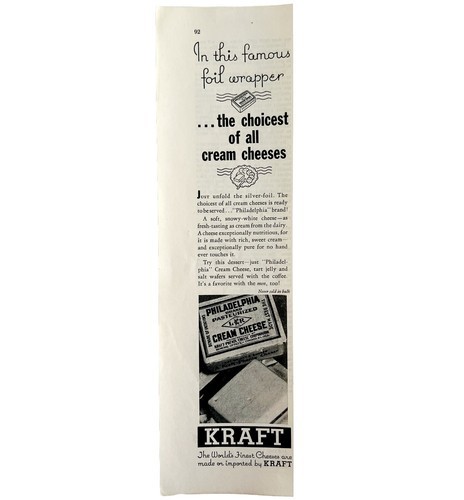 92
In this famous
foil wrapper
...the choicest
of all
cream cheeses
Just unfold the silver-foil. The
choicest of all cream cheeses is ready
to be served... "Philadelphia" brand!
A soft, snowy-white cheese—as
fresh-tasting as cream from the dairy.
A cheese exceptionally nutritious, for
it is made with rich, sweet cream—
and exceptionally pure for no hand
ever touches it.
Try this dessert—just "Philadel-
phia" Cream Cheese, tart jelly and
salt wafers served with the coffee.
It's a favorite with the men, too!
Never sold in bulk
PHILADELPHIA
PASTEURIZED
CREAM CHEESE
KRAFT
The World's Finest Cheeses are
made or imported by KRAFT